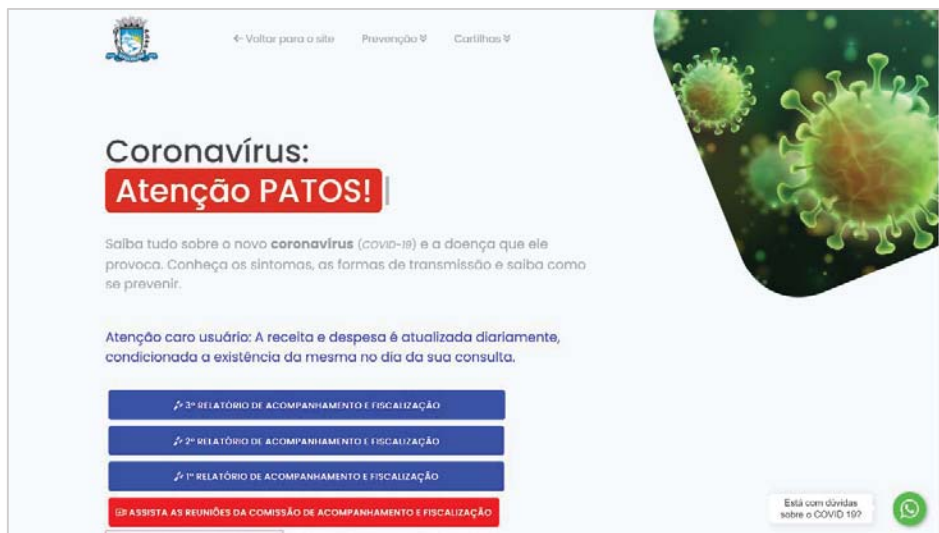 Voltar para o site Prevenção Cartilhas
Coronavírus:
Atenção PATOS!
Saiba tudo sobre o novo coronavírus (COVID-19) e a doença que ele
provoca. Conheça os sintomas, as formas de transmissão e saiba como
se prevenir.
Atenção caro usuário: A receita e despesa é atualizada diariamente,
condicionada a existência da mesma no dia da sua consulta.
3º RELATÓRIO DE ACOMPANHAMENTO E FISCALIZAÇÃO
2º RELATÓRIO DE ACOMPANHAMENTO E FISCALIZAÇÃO
1º RELATÓRIO DE ACOMPANHAMENTO E FISCALIZAÇÃO
ASSISTA AS REUNIÕES DA COMISSÃO DE ACOMPANHAMENTO E FISCALIZAÇÃO
Está com dúvidas
sobre o COVID 19?